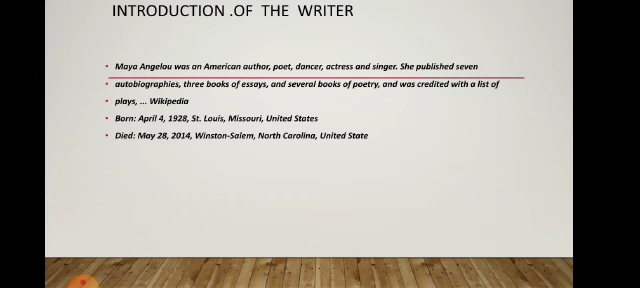 INTRODUCTION .OF THE WRITER
• Maya Angelou was an American author, poet, dancer, actress and singer. She published seven
• autobiographies, three books of essays, and several books of poetry, and was credited with a list of
• plays, ... Wikipedia
• Born: April 4, 1928, St. Louis, Missouri, United States
• Died: May 28, 2014, Winston-Salem, North Carolina, United State